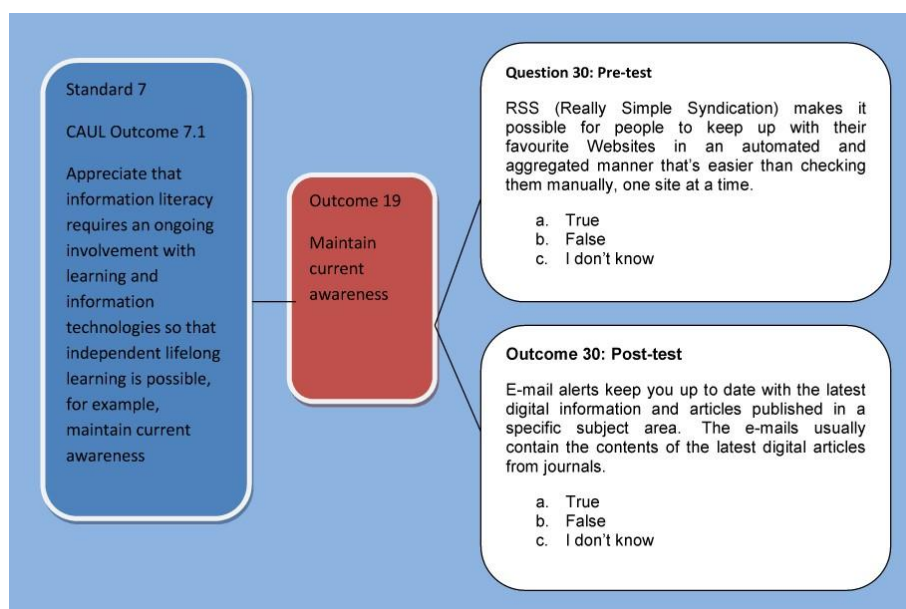 Standard 7
CAUL Outcome 7.1
Appreciate that
information literacy
requires an ongoing
involvement with
learning and
information
technologies so that
independent lifelong
learning is possible,
for example,
maintain current
awareness
Outcome 19
Maintain
current
awareness
Question 30: Pre-test
RSS (Really Simple Syndication) makes it
possible for people to keep up with their
favourite Websites in an automated and
aggregated manner that's easier than checking
them manually, one site at a time.
a. True
b. False
c. I don't know
Outcome 30: Post-test
E-mail alerts keep you up to date with the latest
digital information and articles published in a
specific subject area. The e-mails usually
contain the contents of the latest digital articles
from journals.
a. True
b. False
c. I don't know